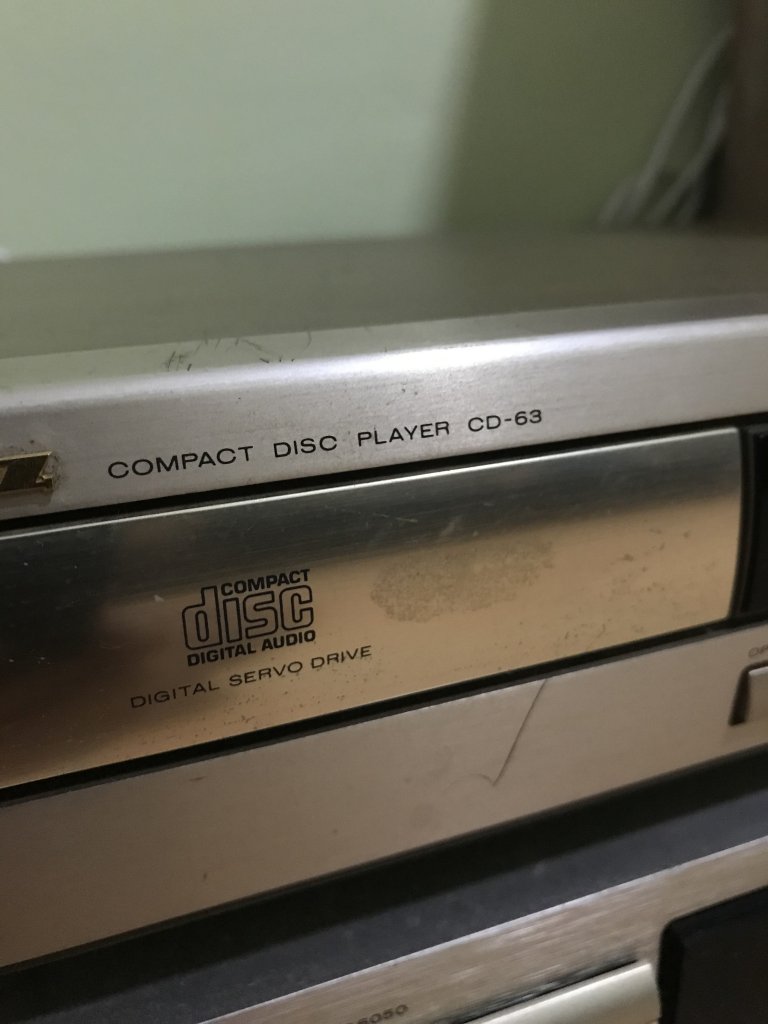 COMPACT DISC PLAYER CD-63
COMPACT
disc
DIGITAL AUDIO
DIGITAL SERVO DRIVE